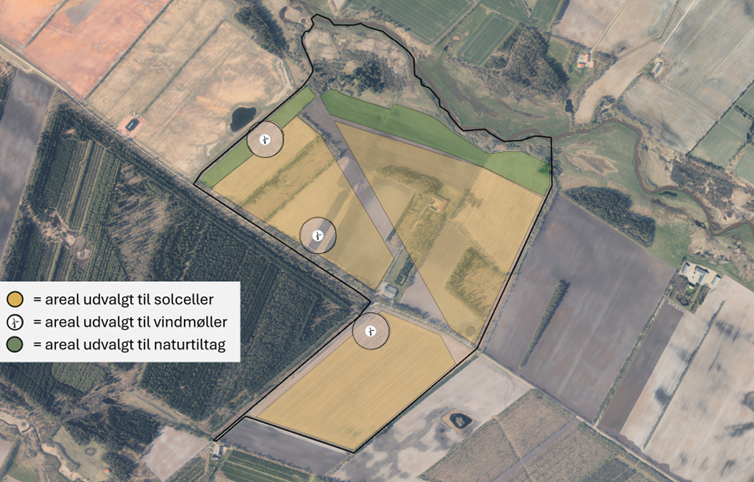 = areal udvalgt til solceller
= areal udvalgt til vindmøller
= areal udvalgt til naturtiltag